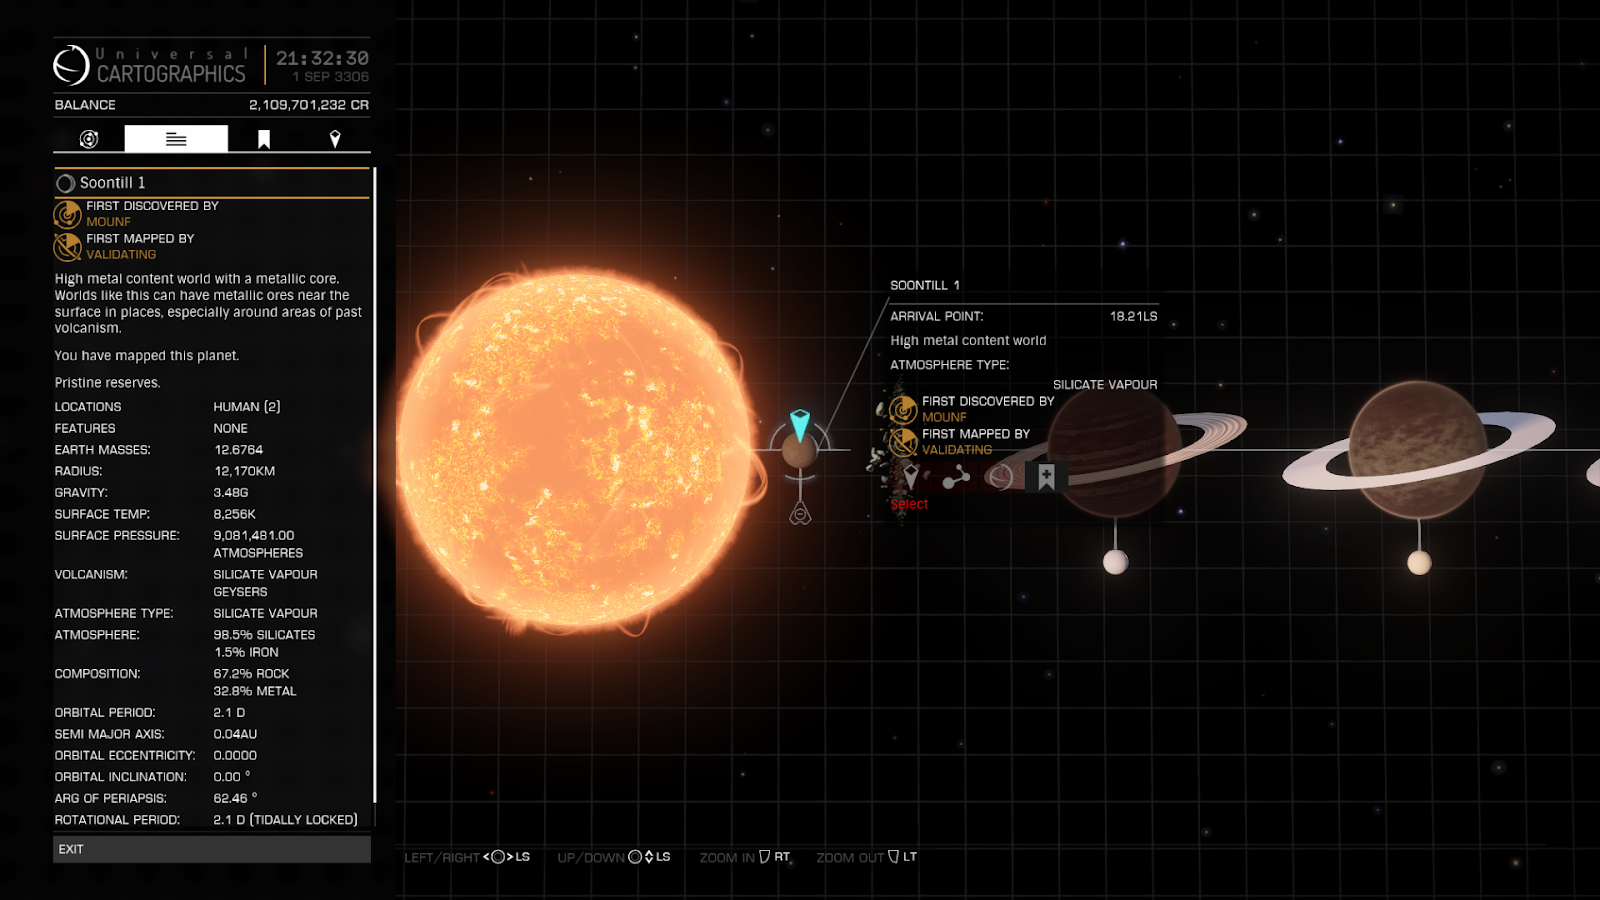 Universal
CARTOGRAPHICS
21:32:30
1 SEP 3306
BALANCE 2,109,701,232 CR
Soontill 1
FIRST DISCOVERED BY
MOUNF
FIRST MAPPED BY
VALIDATING
High metal content world with a metallic core.
Worlds like this can have metallic ores near the
surface in places, especially around areas of past
volcanism.
You have mapped this planet.
Pristine reserves.
LOCATIONS HUMAN (2)
FEATURES NONE
EARTH MASSES: 12.6764
RADIUS: 12,170KM
GRAVITY: 3.48G
SURFACE TEMP: 8,256K
SURFACE PRESSURE: 9,081,481.00
ATMOSPHERES
VOLCANISM: SILICATE VAPOUR
GEYSERS
ATMOSPHERE TYPE: SILICATE VAPOUR
ATMOSPHERE: 98.5% SILICATES
1.5% IRON
COMPOSITION: 67.2% ROCK
32.8% METAL
ORBITAL PERIOD: 2.1 D
SEMI MAJOR AXIS: 0.04AU
ORBITAL ECCENTRICITY: 0.0000
ORBITAL INCLINATION: 0.00 °
ARG OF PERIAPSIS: 62.46 °
ROTATIONAL PERIOD: 2.1 D (TIDALLY LOCKED)
EXIT
SOONTILL 1
ARRIVAL POINT: 18.21LS
High metal content world
ATMOSPHERE TYPE:
SILICATE VAPOUR
FIRST DISCOVERED BY
MOUNF
FIRST MAPPED BY
VALIDATING
Select
LEFT/RIGHT LS UP/DOWN LS ZOOM IN RT ZOOM OUT LT